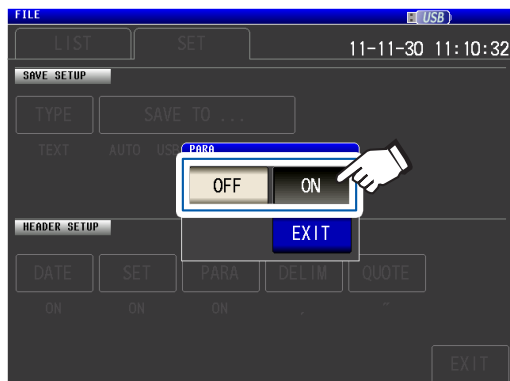 FILE USB
LIST SET 11-11-30 11:10:32
SAVE SETUP
TYPE SAVE TO ...
TEXT AUTO USB
PARA
OFF ON
EXIT
HEADER SETUP
DATE SET PARA DELIM QUOTE
ON ON ON , "
EXIT